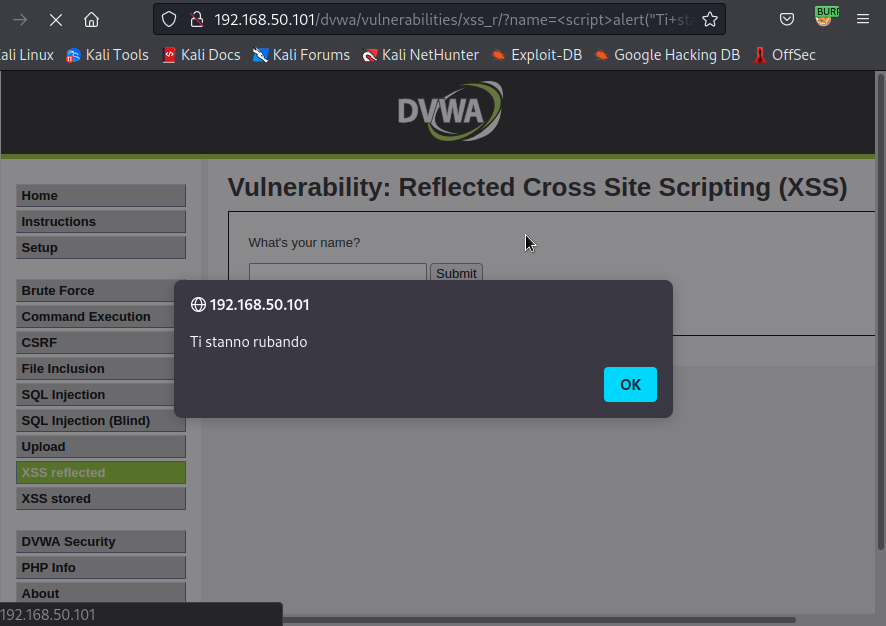 192.168.50.101/dvwa/vulnerabilities/xss_r/?name=<script>alert("Ti+sta
ali Linux Kali Tools Kali Docs Kali Forums Kali NetHunter Exploit-DB Google Hacking DB OffSec
DVWA
Vulnerability: Reflected Cross Site Scripting (XSS)
Home
Instructions
Setup
What's your name?
Submit
Brute Force
Command Execution
CSRF
File Inclusion
SQL Injection
SQL Injection (Blind)
Upload
XSS reflected
XSS stored
DVWA Security
PHP Info
About
192.168.50.101
Ti stanno rubando
OK
192.168.50.101